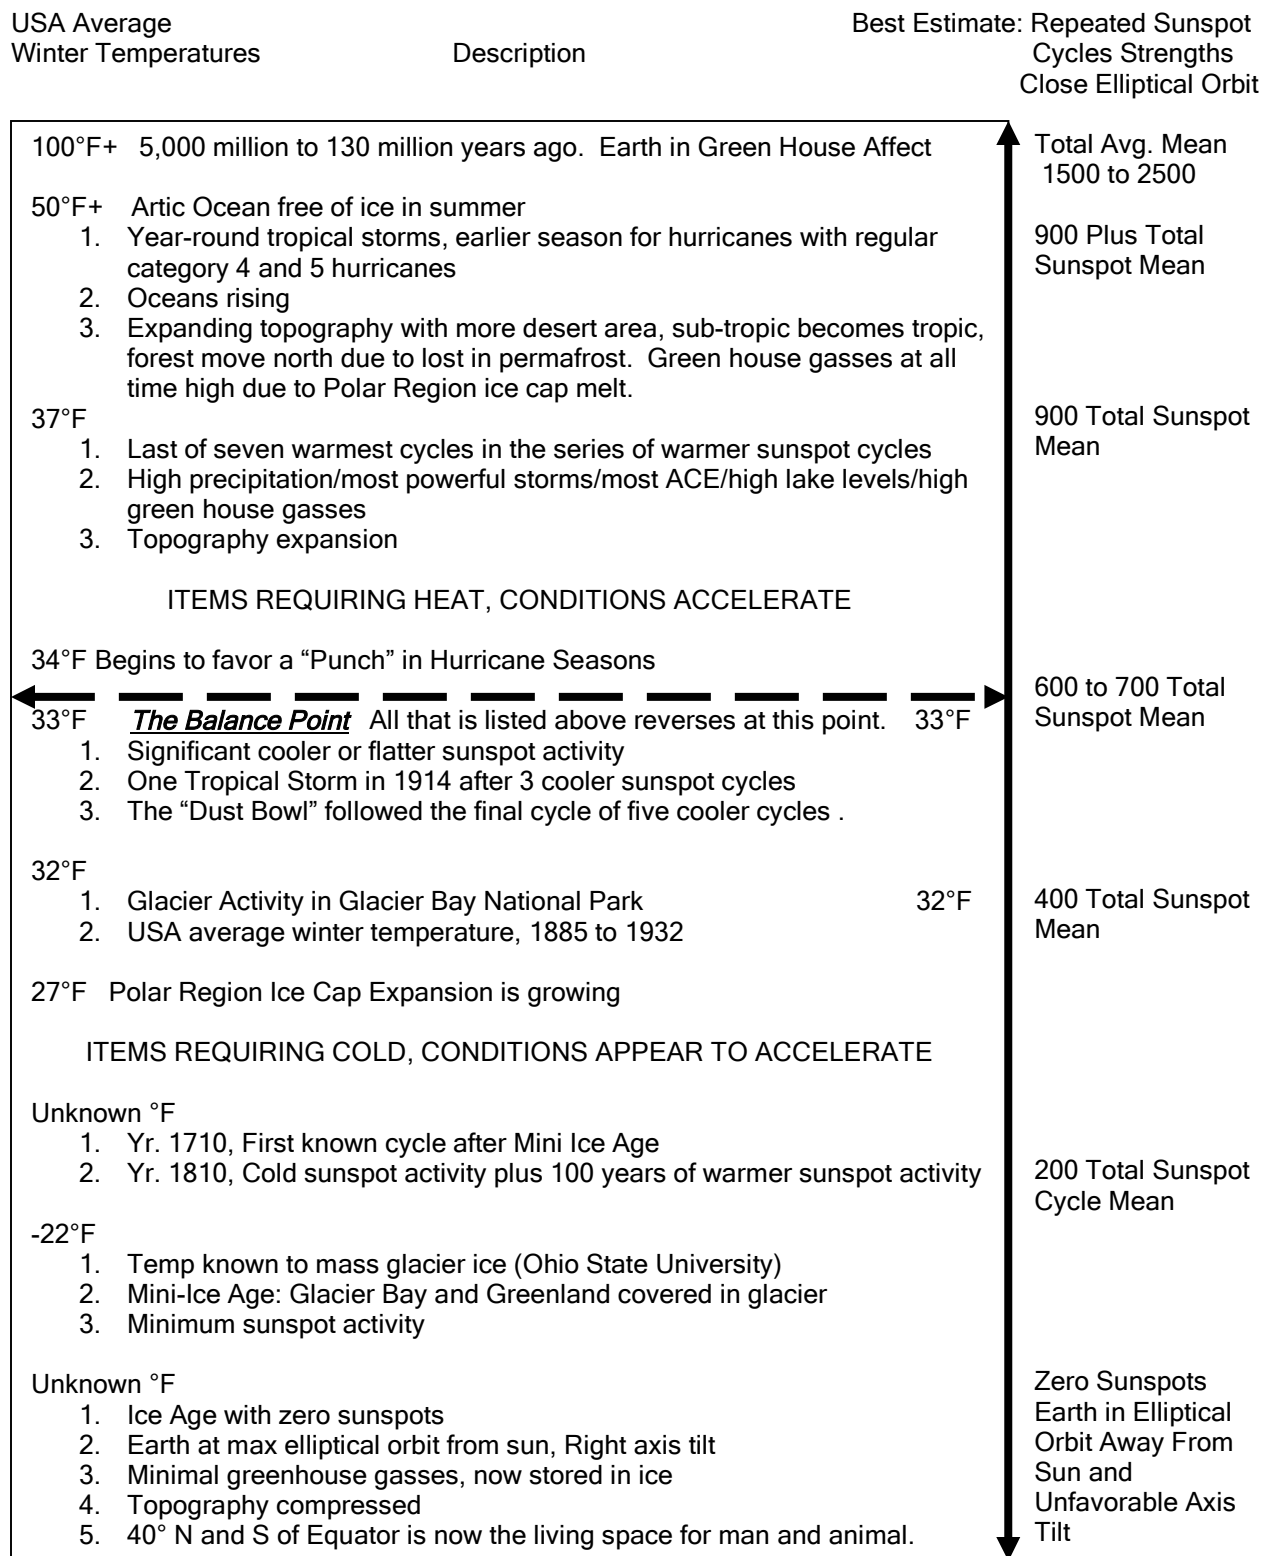 USA Average
Winter Temperatures
Description
Best Estimate: Repeated Sunspot
Cycles Strengths
Close Elliptical Orbit
100°F+ 5,000 million to 130 million years ago. Earth in Green House Affect
Total Avg. Mean
1500 to 2500
50°F+ Artic Ocean free of ice in summer
1. Year-round tropical storms, earlier season for hurricanes with regular
category 4 and 5 hurricanes
900 Plus Total
Sunspot Mean
2. Oceans rising
3. Expanding topography with more desert area, sub-tropic becomes tropic,
forest move north due to lost in permafrost. Green house gasses at all
time high due to Polar Region ice cap melt.
37°F
900 Total Sunspot
Mean
1. Last of seven warmest cycles in the series of warmer sunspot cycles
2. High precipitation/most powerful storms/most ACE/high lake levels/high
green house gasses
3. Topography expansion
ITEMS REQUIRING HEAT, CONDITIONS ACCELERATE
34°F Begins to favor a “Punch” in Hurricane Seasons
600 to 700 Total
Sunspot Mean
33°F The Balance Point All that is listed above reverses at this point. 33°F
1. Significant cooler or flatter sunspot activity
2. One Tropical Storm in 1914 after 3 cooler sunspot cycles
3. The “Dust Bowl” followed the final cycle of five cooler cycles .
32°F
1. Glacier Activity in Glacier Bay National Park 32°F
400 Total Sunspot
Mean
2. USA average winter temperature, 1885 to 1932
27°F Polar Region Ice Cap Expansion is growing
ITEMS REQUIRING COLD, CONDITIONS APPEAR TO ACCELERATE
Unknown °F
1. Yr. 1710, First known cycle after Mini Ice Age
2. Yr. 1810, Cold sunspot activity plus 100 years of warmer sunspot activity
200 Total Sunspot
Cycle Mean
-22°F
1. Temp known to mass glacier ice (Ohio State University)
2. Mini-Ice Age: Glacier Bay and Greenland covered in glacier
3. Minimum sunspot activity
Unknown °F
1. Ice Age with zero sunspots
2. Earth at max elliptical orbit from sun, Right axis tilt
3. Minimal greenhouse gasses, now stored in ice
4. Topography compressed
5. 40° N and S of Equator is now the living space for man and animal.
Zero Sunspots
Earth in Elliptical
Orbit Away From
Sun and
Unfavorable Axis
Tilt